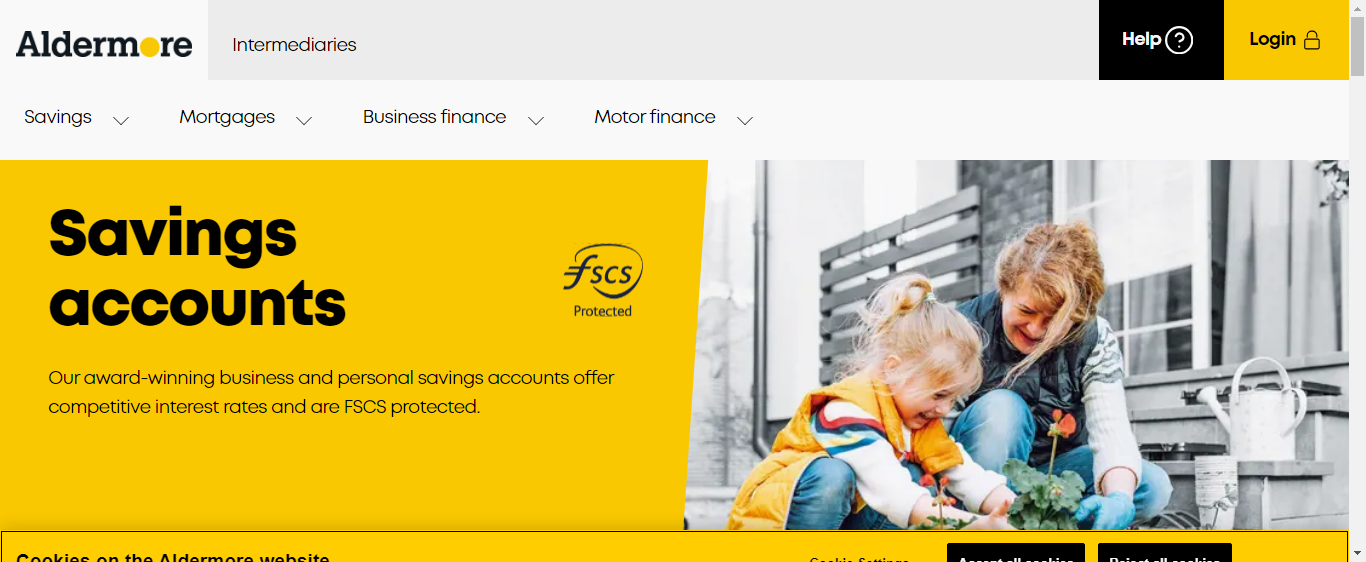 Aldermore
Intermediaries
Help
Login
Savings
Mortgages
Business finance
Motor finance
Savings
accounts
fscs
Protected
Our award-winning business and personal savings accounts offer
competitive interest rates and are FSCS protected.
Cookies on the Aldermore website
Cookie Settings
Accept all cookies
Reject all cookies